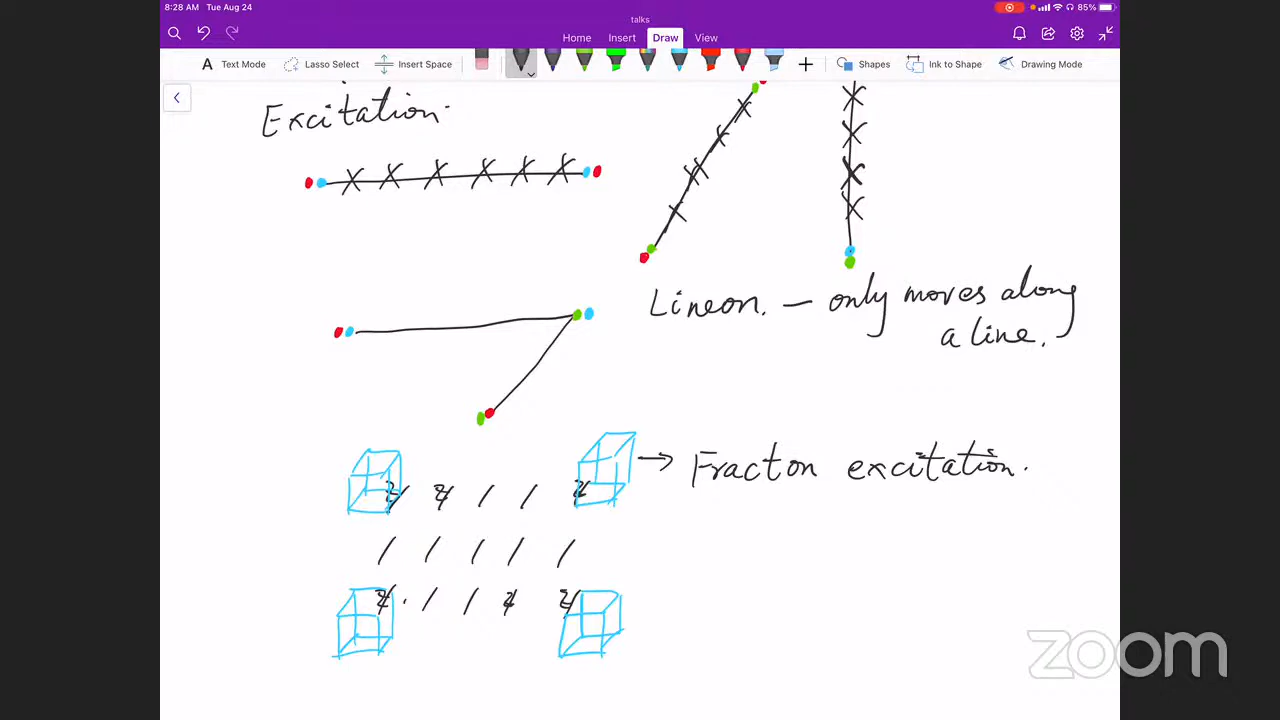 8:28 AM Tue Aug 24
85%
talks
Home Insert Draw View
Text Mode Lasso Select Insert Space Shapes Ink to Shape Drawing Mode
Excitation.
X X X X X X
X X X X
X X X X
Lineon. — only moves along
a line.
Fracton excitation.
Z Z Z
Z Z Z
zoom